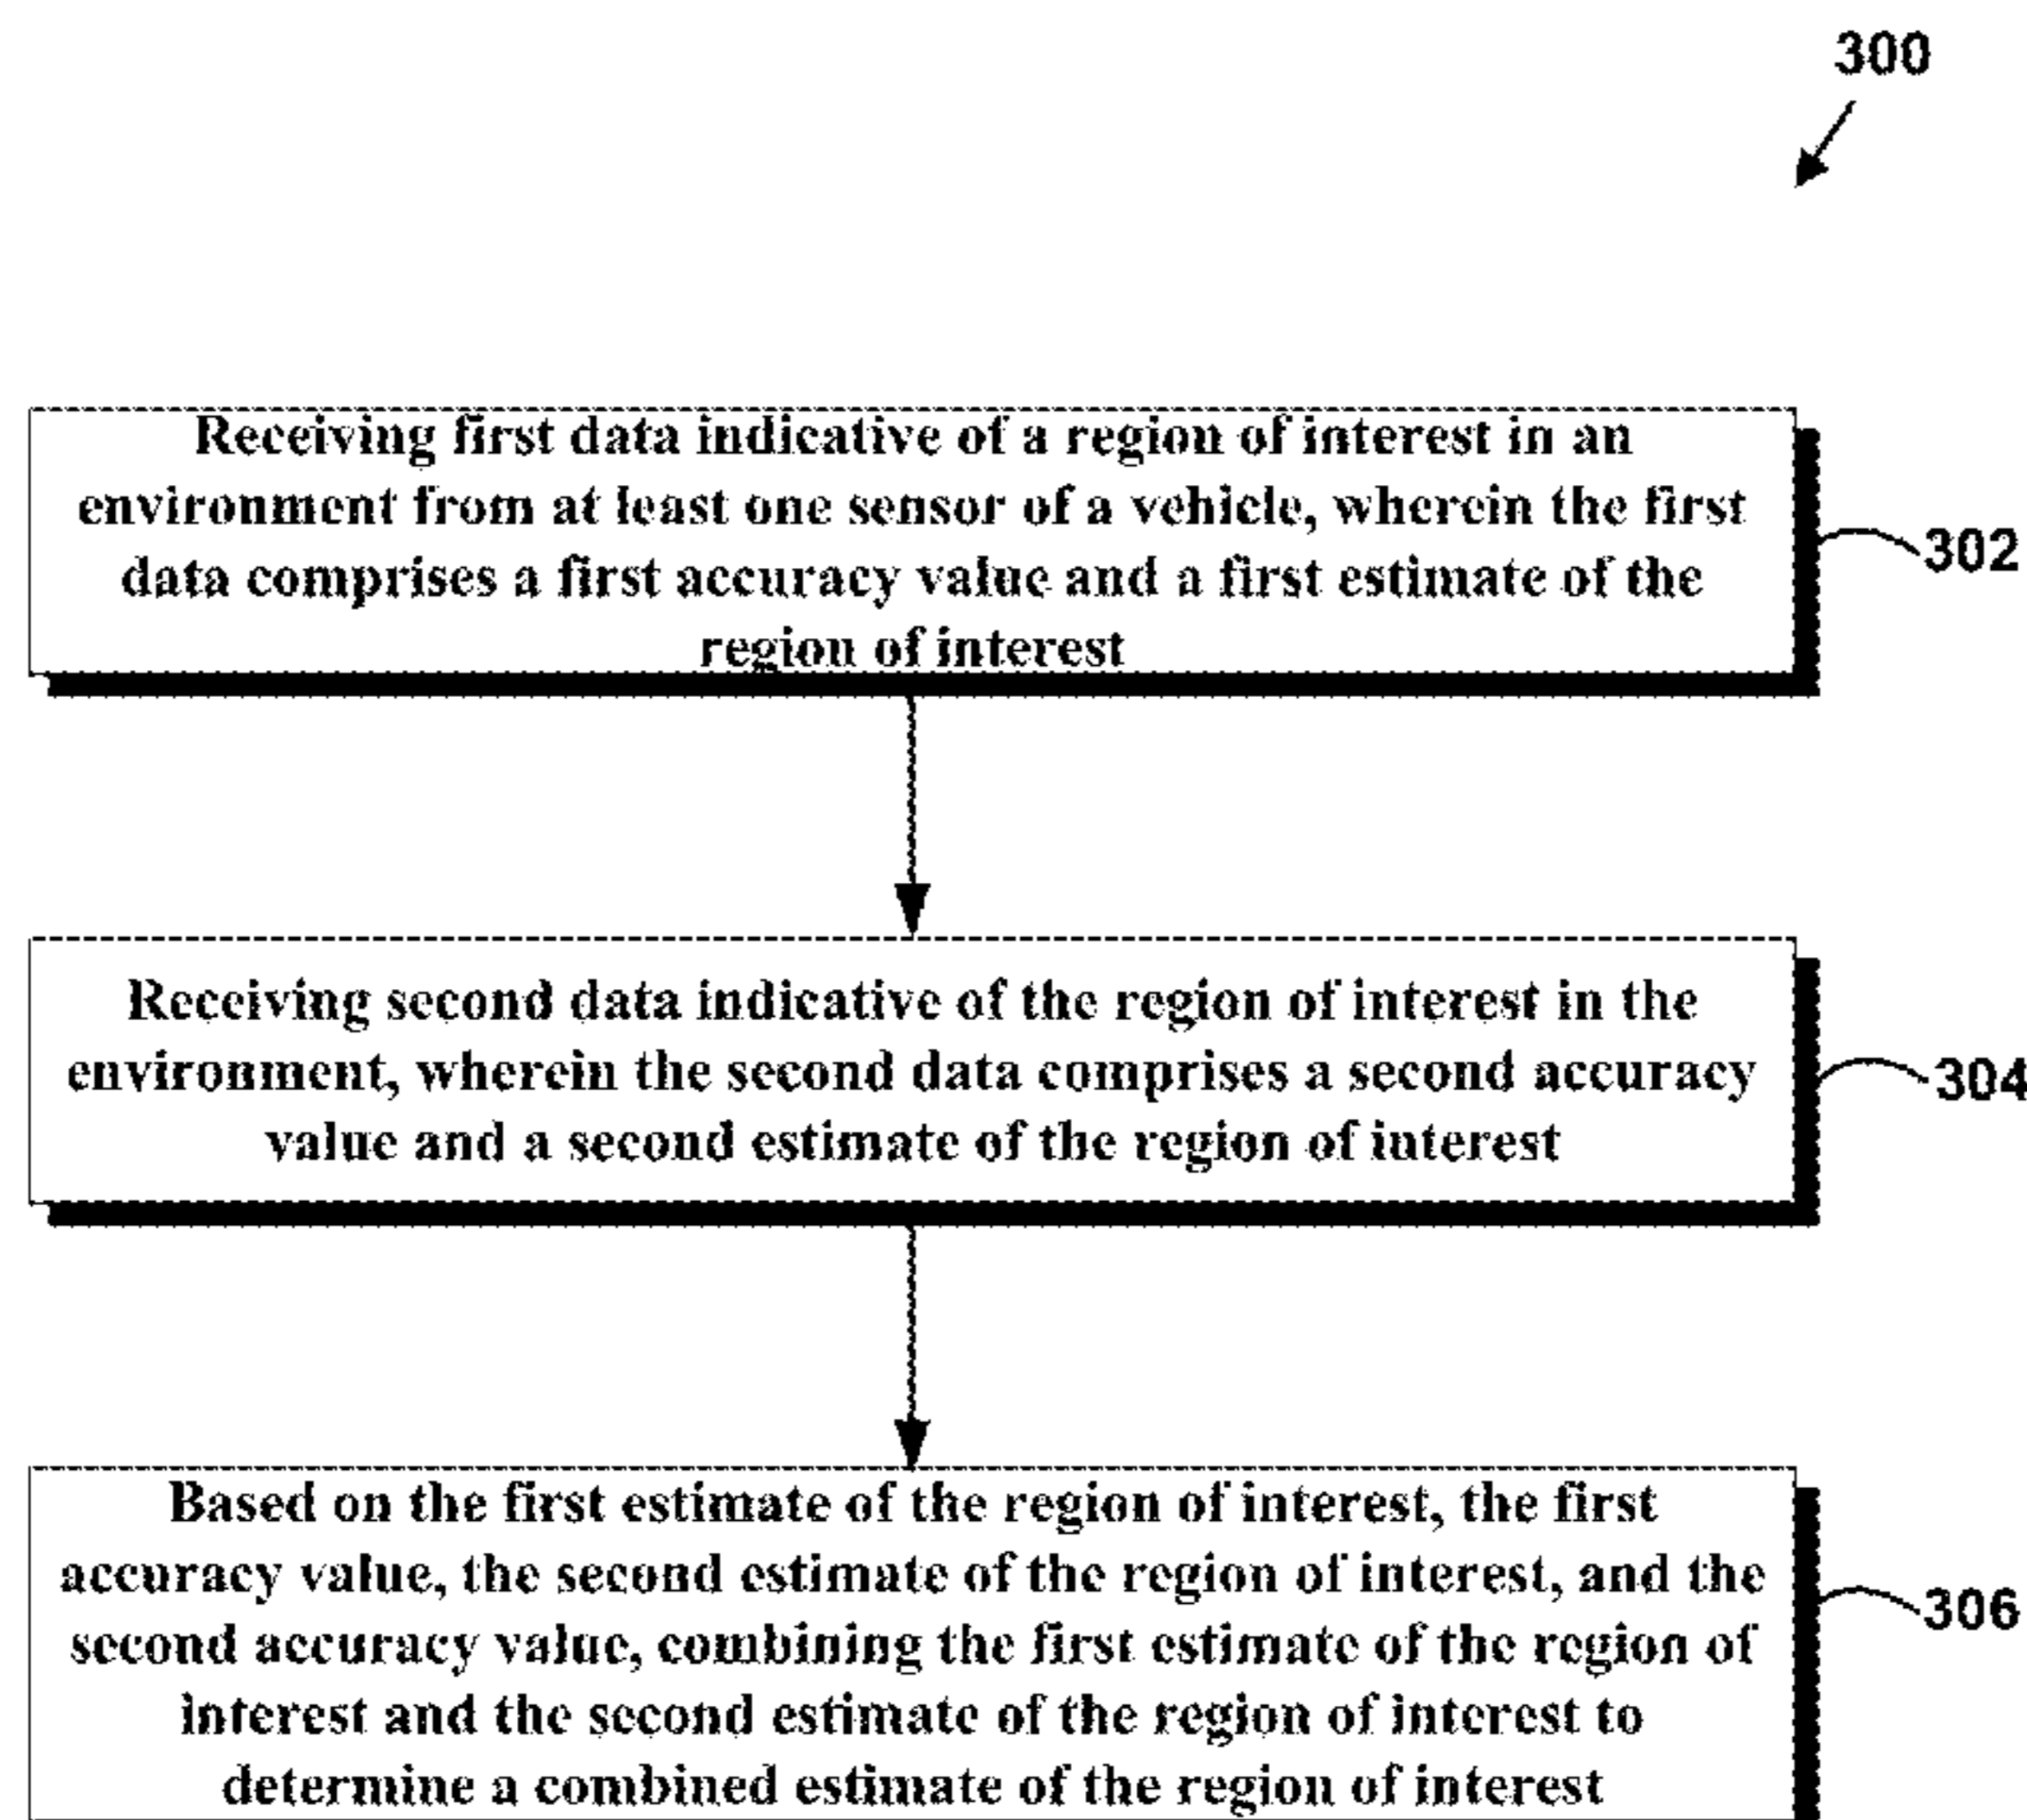 300
Receiving first data indicative of a region of interest in an
environment from at least one sensor of a vehicle, wherein the first
data comprises a first accuracy value and a first estimate of the
region of interest
302
Receiving second data indicative of the region of interest in the
environment, wherein the second data comprises a second accuracy
value and a second estimate of the region of interest
304
Based on the first estimate of the region of interest, the first
accuracy value, the second estimate of the region of interest, and the
second accuracy value, combining the first estimate of the region of
interest and the second estimate of the region of interest to
determine a combined estimate of the region of interest
306